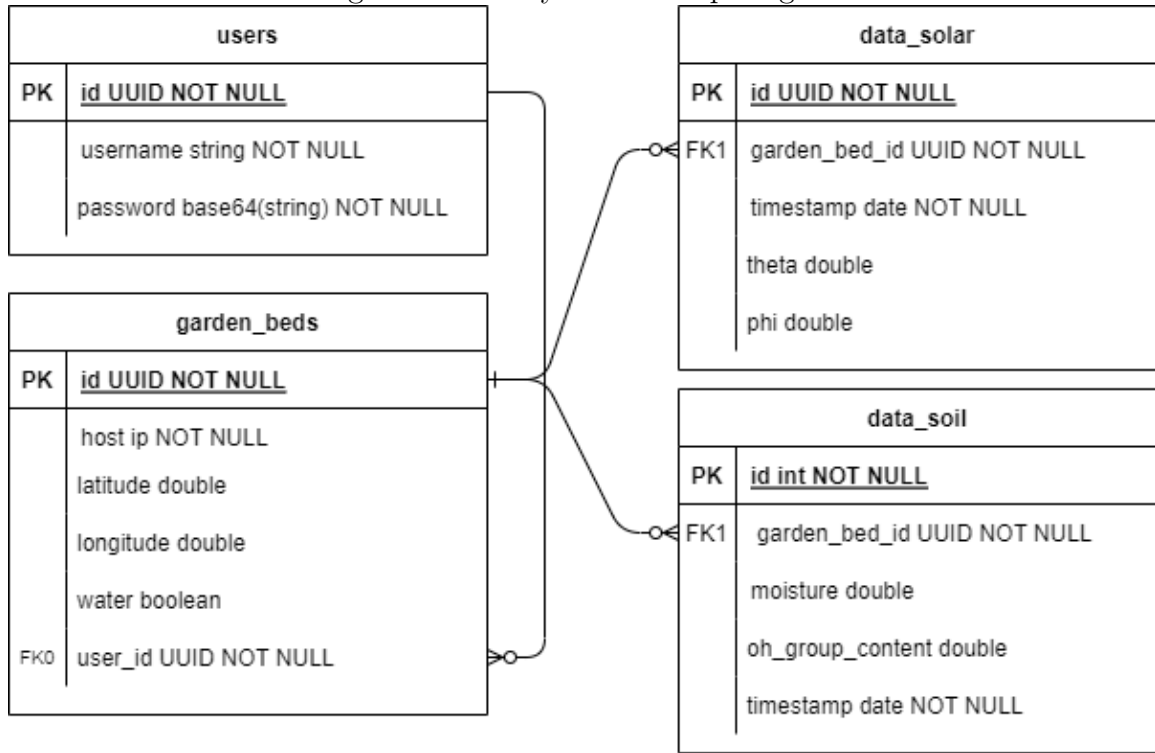 users
PK id UUID NOT NULL
username string NOT NULL
password base64(string) NOT NULL
garden_beds
PK id UUID NOT NULL
host ip NOT NULL
latitude double
longitude double
water boolean
FK0 user_id UUID NOT NULL
data_solar
PK id UUID NOT NULL
FK1 garden_bed_id UUID NOT NULL
timestamp date NOT NULL
theta double
phi double
data_soil
PK id int NOT NULL
FK1 garden_bed_id UUID NOT NULL
moisture double
oh_group_content double
timestamp date NOT NULL